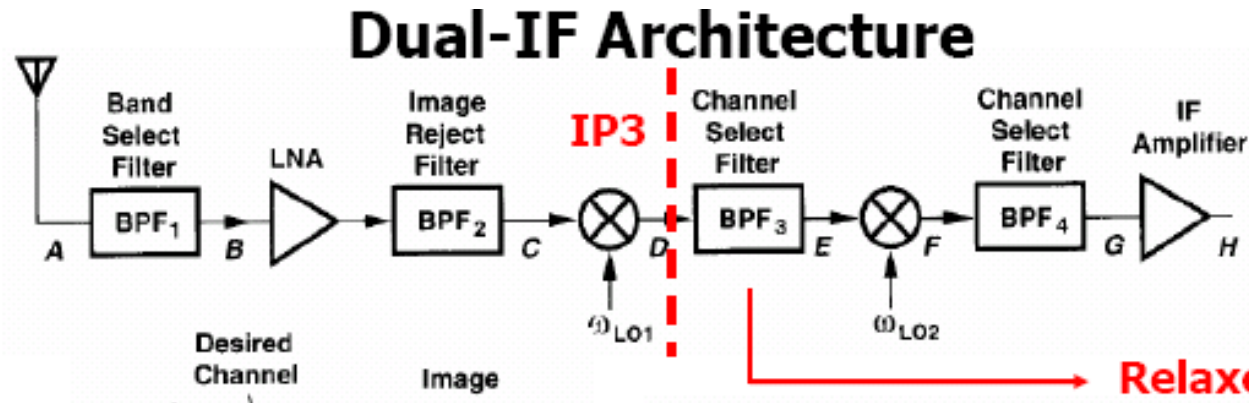 Dual-IF Architecture
Band
Select
Filter
LNA
Image
Reject
Filter
IP3
Channel
Select
Filter
Channel
Select
Filter
IF
Amplifier
A
BPF1
B
BPF2
C
D
BPF3
E
F
BPF4
G
H
ωLO1
ωLO2
Desired
Channel
Image